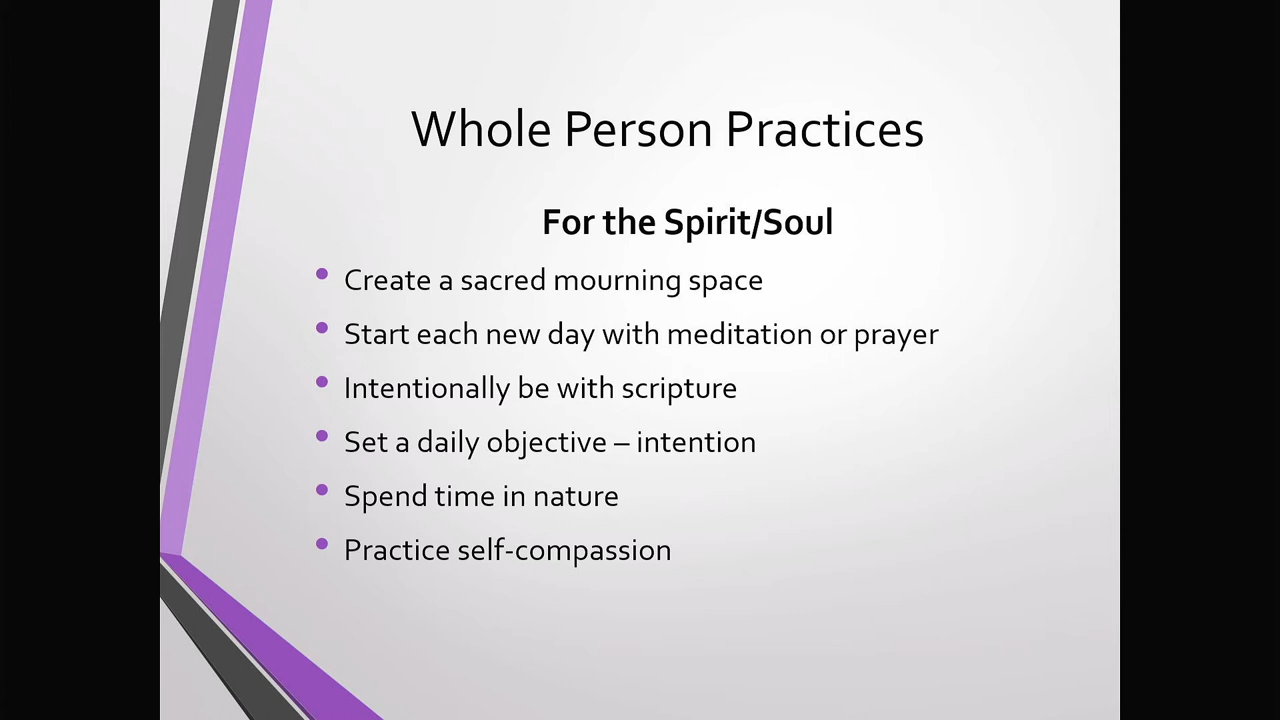 Whole Person Practices
For the Spirit/Soul
• Create a sacred mourning space
• Start each new day with meditation or prayer
• Intentionally be with scripture
• Set a daily objective – intention
• Spend time in nature
• Practice self-compassion